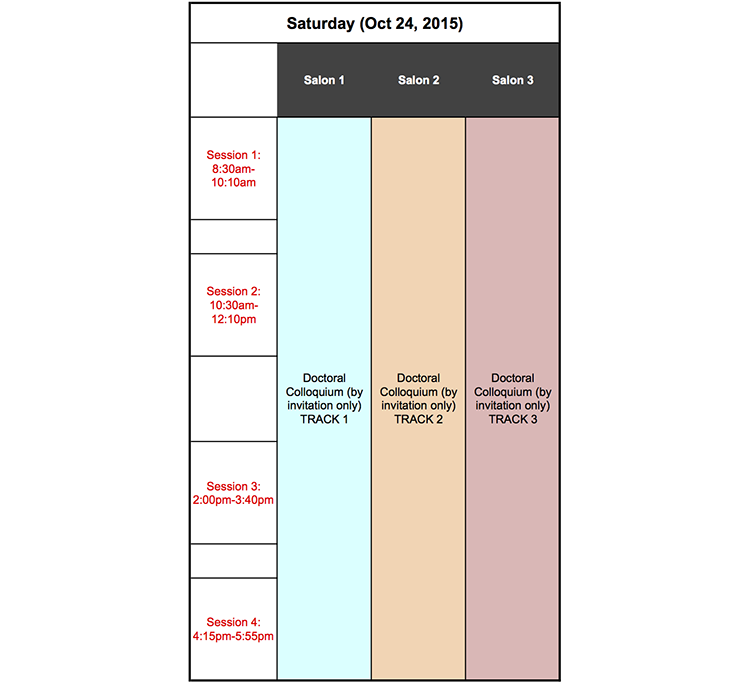 Saturday (Oct 24, 2015)
Salon 1
Salon 2
Salon 3
Session 1:
8:30am-
10:10am
Session 2:
10:30am-
12:10pm
Doctoral
Colloquium (by
invitation only)
TRACK 1
Doctoral
Colloquium (by
invitation only)
TRACK 2
Doctoral
Colloquium (by
invitation only)
TRACK 3
Session 3:
2:00pm-3:40pm
Session 4:
4:15pm-5:55pm